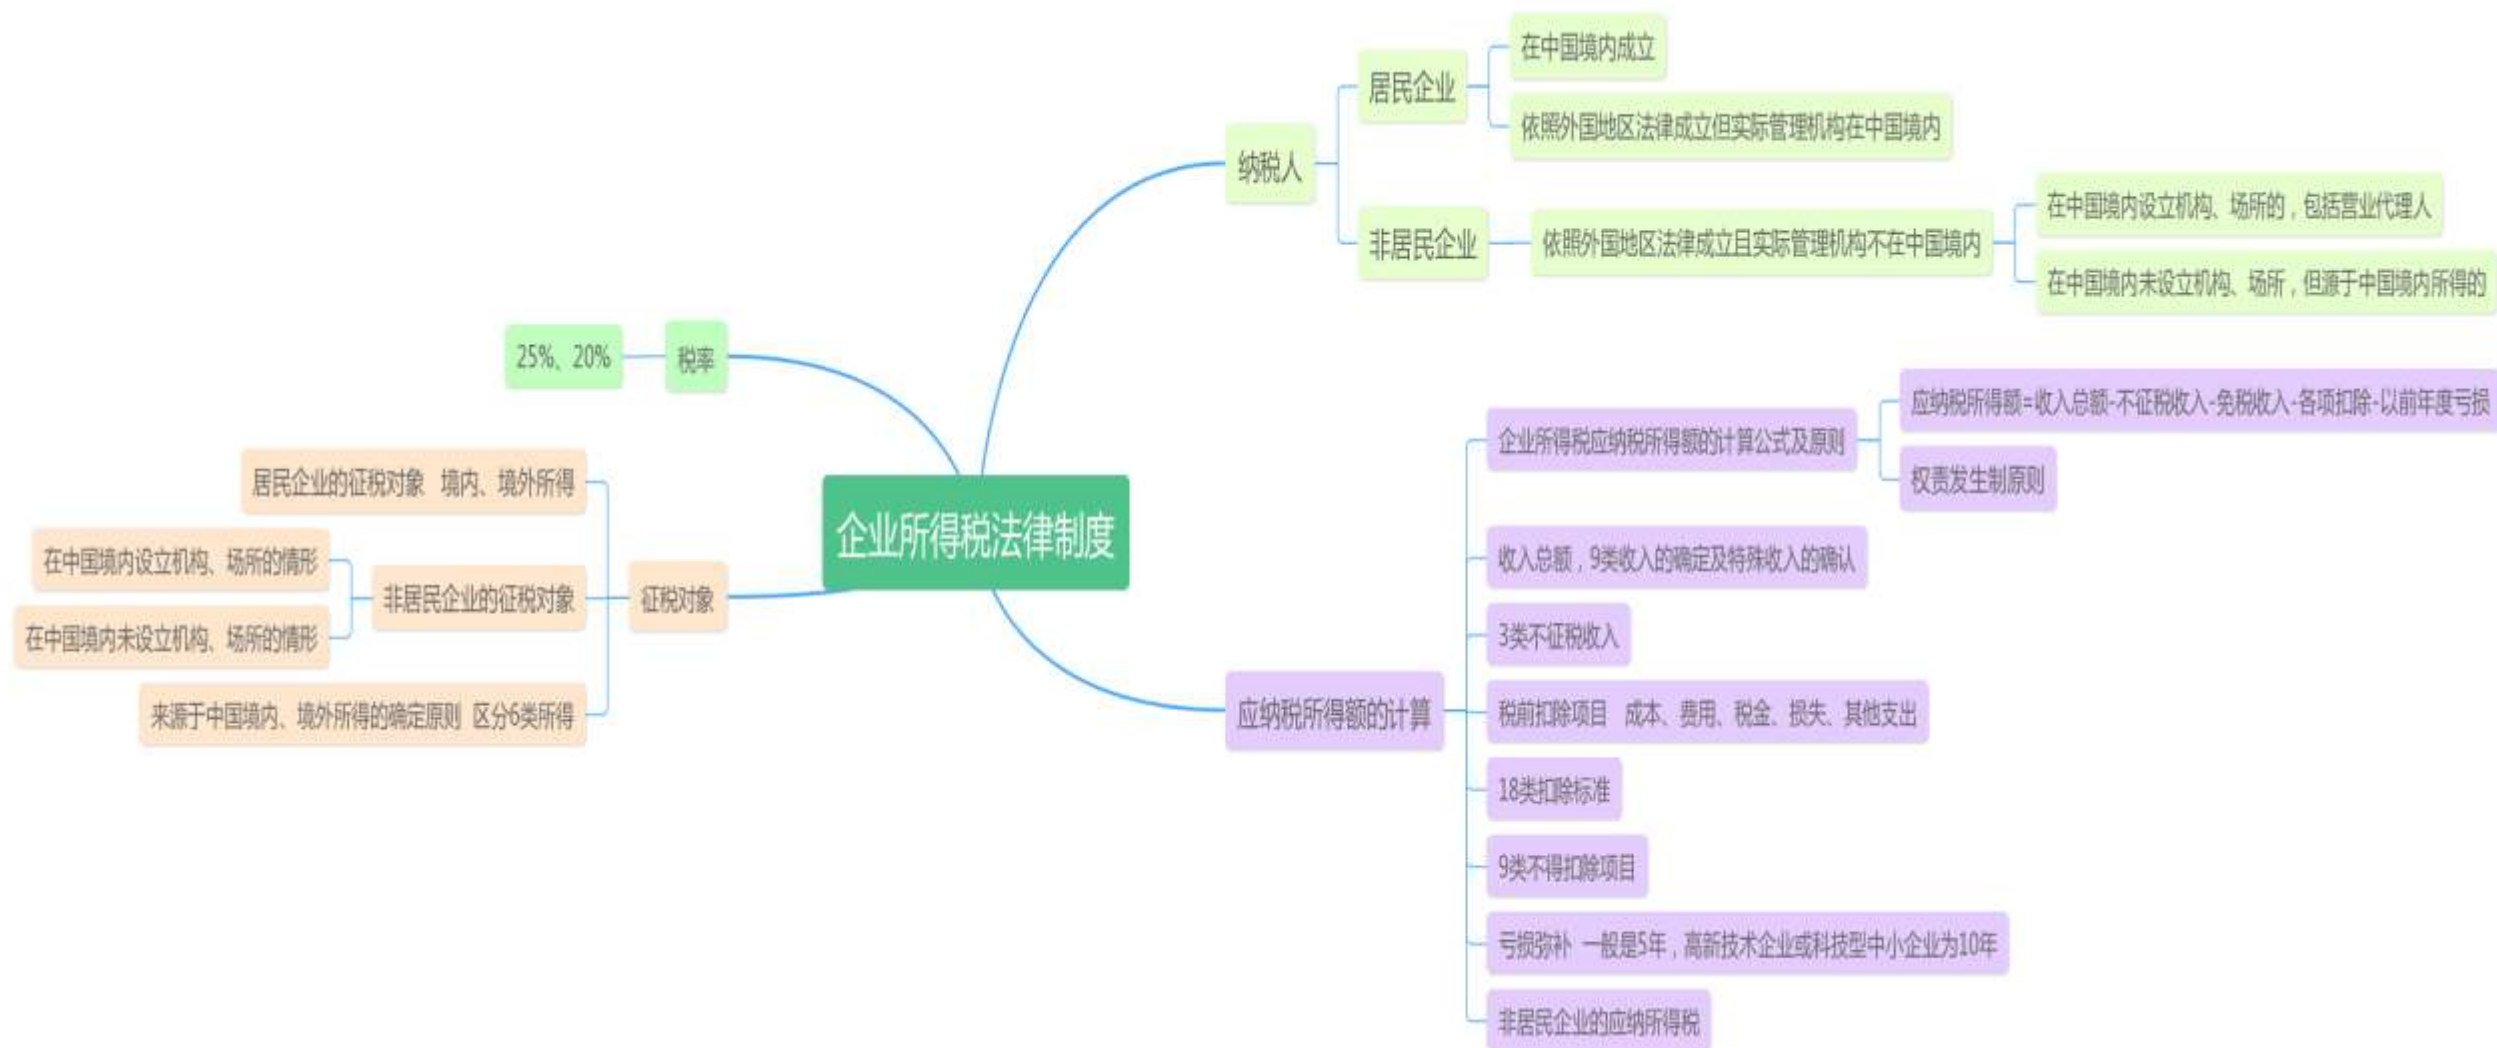 企业所得税法律制度
纳税人
居民企业
在中国境内成立
依照外国地区法律成立但实际管理机构在中国境内
非居民企业
依照外国地区法律成立且实际管理机构不在中国境内
在中国境内设立机构、场所的，包括营业代理人
在中国境内未设立机构、场所，但源于中国境内所得的
应纳税所得额的计算
企业所得税应纳税所得额的计算公式及原则
应纳税所得额=收入总额-不征税收入-免税收入-各项扣除-以前年度亏损
权责发生制原则
收入总额，9类收入的确定及特殊收入的确认
3类不征税收入
税前扣除项目 成本、费用、税金、损失、其他支出
18类扣除标准
9类不得扣除项目
亏损弥补 一般是5年，高新技术企业或科技型中小企业为10年
非居民企业的应纳所得税
税率
25%、20%
征税对象
居民企业的征税对象 境内、境外所得
非居民企业的征税对象
在中国境内设立机构、场所的情形
在中国境内未设立机构、场所的情形
来源于中国境内、境外所得的确定原则 区分6类所得